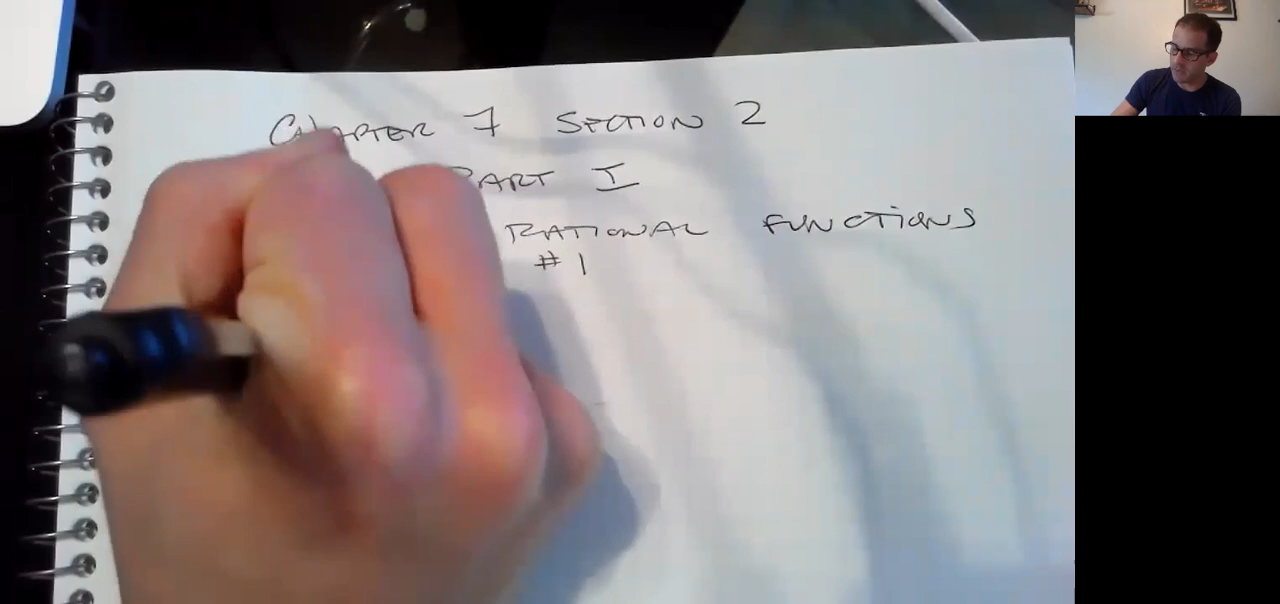 CHAPTER 7 SECTION 2
PART I
RATIONAL FUNCTIONS
# 1